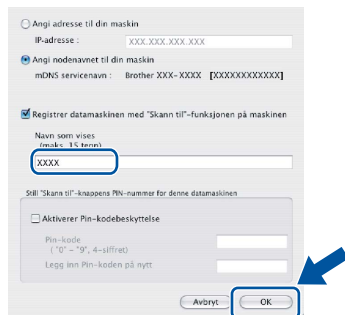 Angi adresse til din maskin
IP-adresse : XXX.XXX.XXX.XXX
Angi nodenavnet til din maskin
mDNS servicenavn : Brother XXX-XXXX [XXXXXXXXXXXX]
Registrer datamaskinen med "Skann til"-funksjonen på maskinen
Navn som vises
(maks. 15 tegn)
XXXX
Still "Skann til"-knappens PIN-nummer for denne datamaskinen
Aktiverer Pin-kodebeskyttelse
Pin-kode
( "0" – "9", 4-siffret)
Legg inn Pin-koden på nytt
Avbryt OK